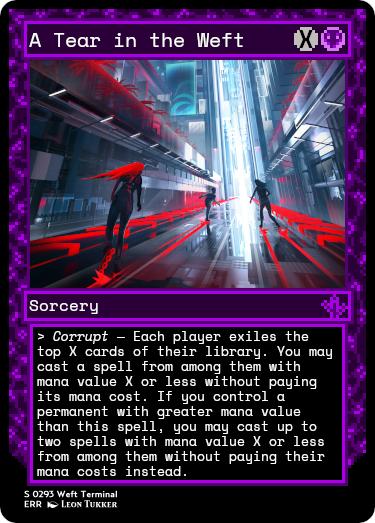 A Tear in the Weft X
Sorcery
> Corrupt — Each player exiles the
top X cards of their library. You may
cast a spell from among them with
mana value X or less without paying
its mana cost. If you control a
permanent with greater mana value
than this spell, you may cast up to
two spells with mana value X or less
from among them without paying their
mana costs instead.
S 0293 Weft Terminal
ERR Leon Tukker